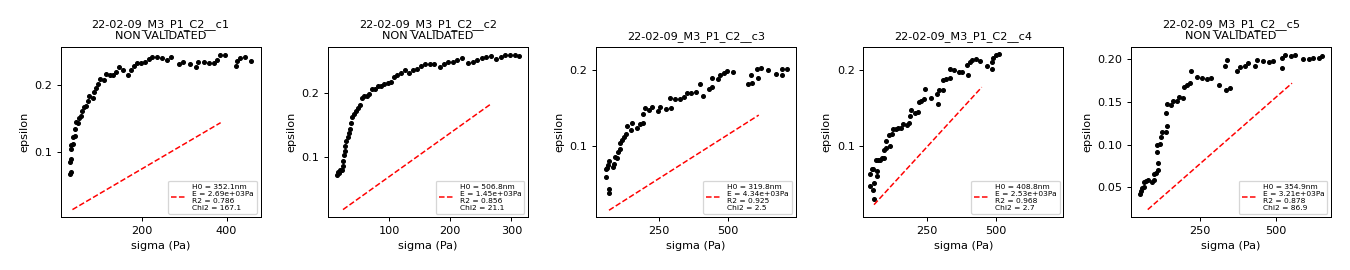 22-02-09_M3_P1_C2__c1
NON VALIDATED
epsilon
0.2
0.1
200
400
sigma (Pa)
H0 = 352.1nm
E = 2.69e+03Pa
R2 = 0.786
Chi2 = 167.1
22-02-09_M3_P1_C2__c2
NON VALIDATED
epsilon
0.2
0.1
100
200
300
sigma (Pa)
H0 = 506.8nm
E = 1.45e+03Pa
R2 = 0.856
Chi2 = 21.1
22-02-09_M3_P1_C2__c3
epsilon
0.2
0.1
250
500
sigma (Pa)
H0 = 319.8nm
E = 4.34e+03Pa
R2 = 0.925
Chi2 = 2.5
22-02-09_M3_P1_C2__c4
epsilon
0.2
0.1
250
500
sigma (Pa)
H0 = 408.8nm
E = 2.53e+03Pa
R2 = 0.968
Chi2 = 2.7
22-02-09_M3_P1_C2__c5
NON VALIDATED
epsilon
0.20
0.15
0.10
0.05
250
500
sigma (Pa)
H0 = 354.9nm
E = 3.21e+03Pa
R2 = 0.878
Chi2 = 86.9